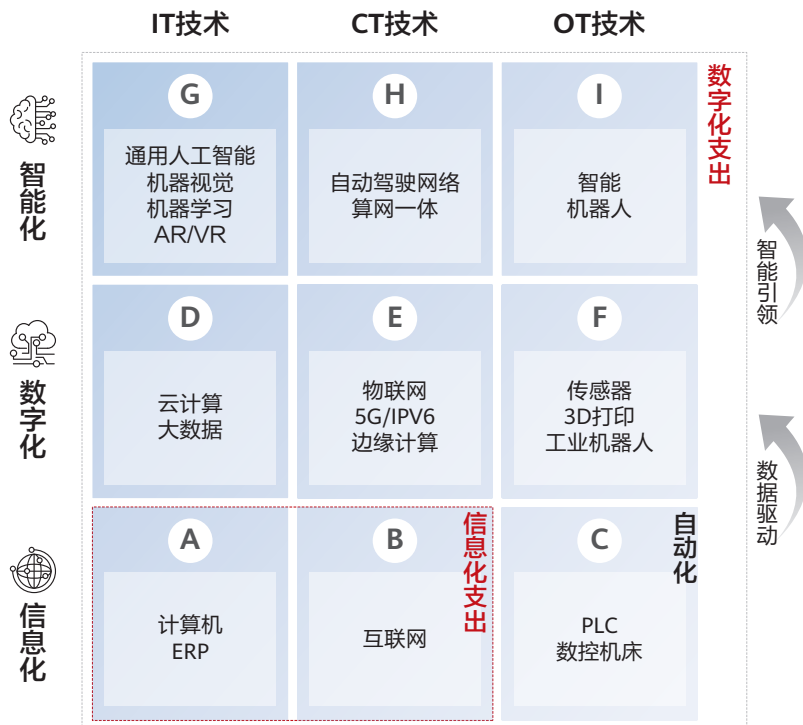 IT技术
CT技术
OT技术
智能化
G
通用人工智能
机器视觉
机器学习
AR/VR
H
自动驾驶网络
算网一体
I
智能
机器人
数字化支出
智能引领
数字化
D
云计算
大数据
E
物联网
5G/IPV6
边缘计算
F
传感器
3D打印
工业机器人
数据驱动
信息化
A
计算机
ERP
B
互联网
信息化支出
C
PLC
数控机床
自动化